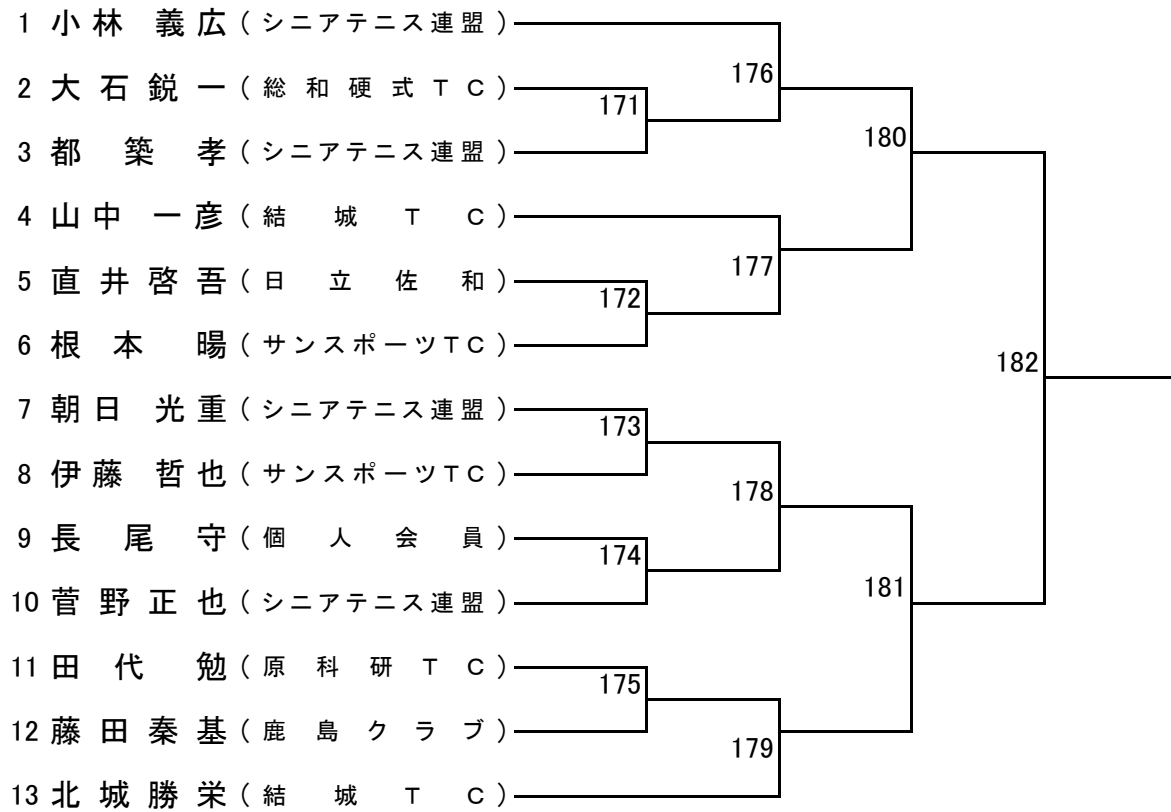 1 小林 義広 (シニアテニス連盟)
176
2 大石鋭一 (総和硬式TC)
171
3 都築孝 (シニアテニス連盟)
180
4 山中 一彦 (結城TC)
177
5 直井啓吾 (日立佐和)
172
6 根本暘 (サンスポーツTC)
182
7 朝日 光重 (シニアテニス連盟)
173
8 伊藤 哲也 (サンスポーツTC)
178
9 長尾守 (個人会員)
174
181
10 菅野正也 (シニアテニス連盟)
11 田代勉 (原科研TC)
175
12 藤田秦基 (鹿島クラブ)
179
13 北城勝栄 (結城TC)